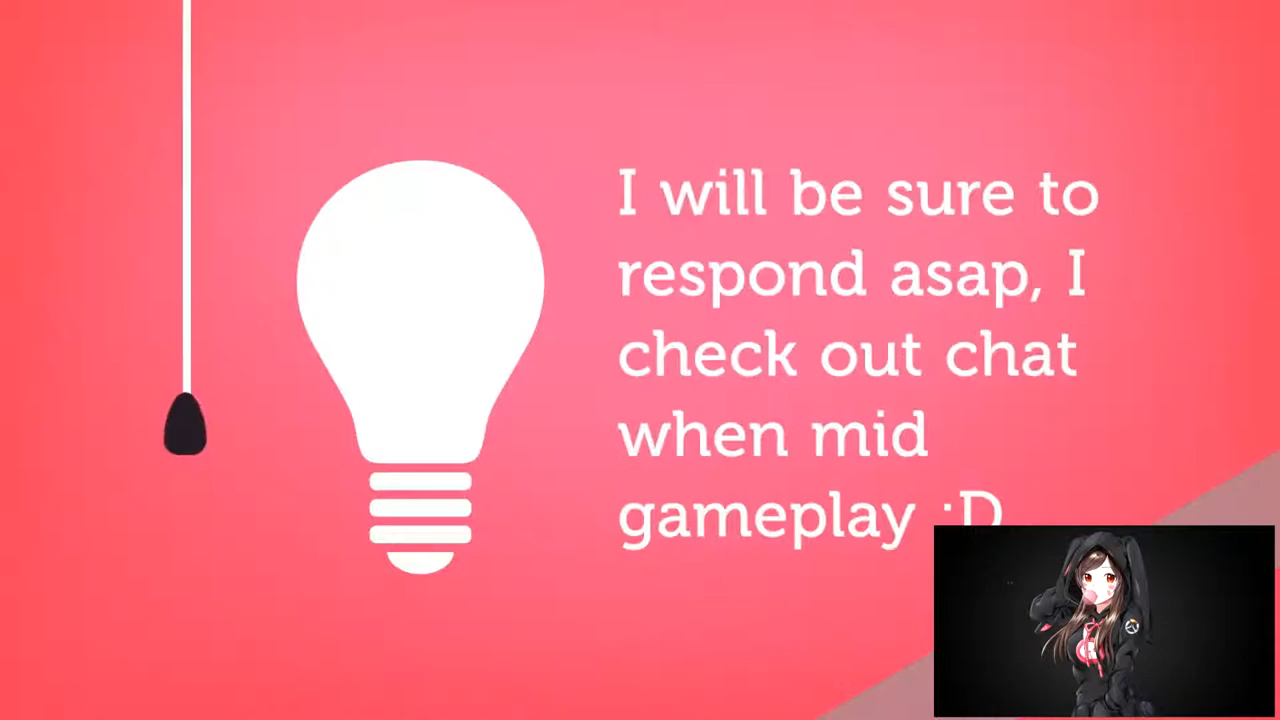 I will be sure to
respond asap, I
check out chat
when mid
gameplay :D